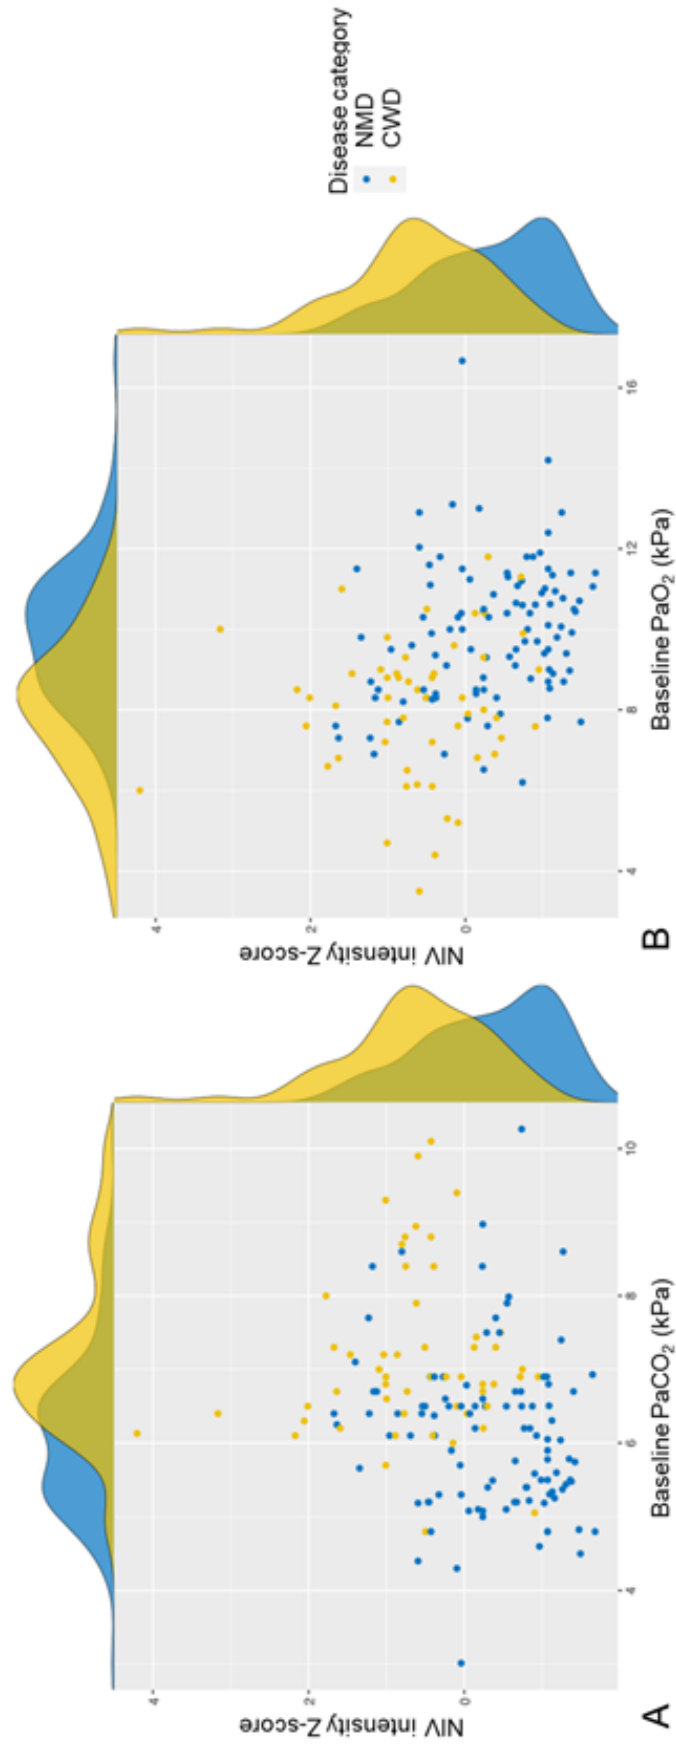 A
NIV intensity Z-score
4
2
0
4
6
8
10
Baseline PaCO₂ (kPa)
B
NIV intensity Z-score
4
2
0
4
8
12
16
Baseline PaO₂ (kPa)
Disease category
NMD
CWD